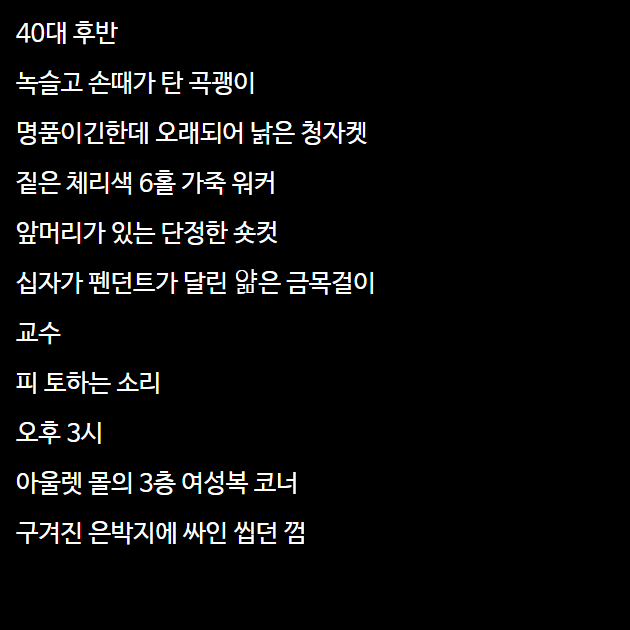 40대 후반
녹슬고 손때가 탄 곡괭이
명품이긴한데 오래되어 낡은 청자켓
짙은 체리색 6홀 가죽 워커
앞머리가 있는 단정한 숏컷
십자가 펜던트가 달린 얇은 금목걸이
교수
피 토하는 소리
오후 3시
아울렛 몰의 3층 여성복 코너
구겨진 은박지에 싸인 씹던 껌